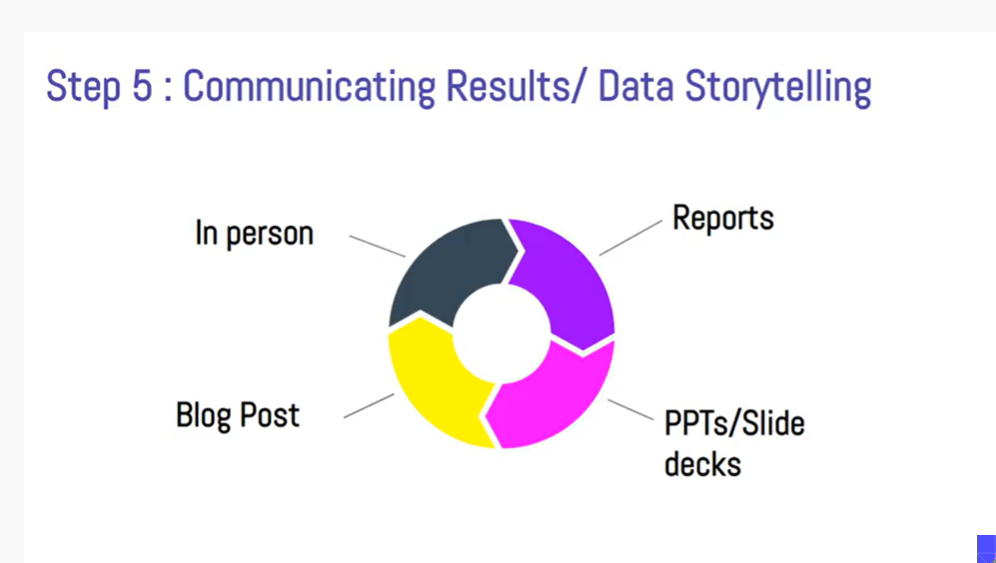 Step 5 : Communicating Results/ Data Storytelling
In person
Reports
Blog Post
PPTs/Slide
decks